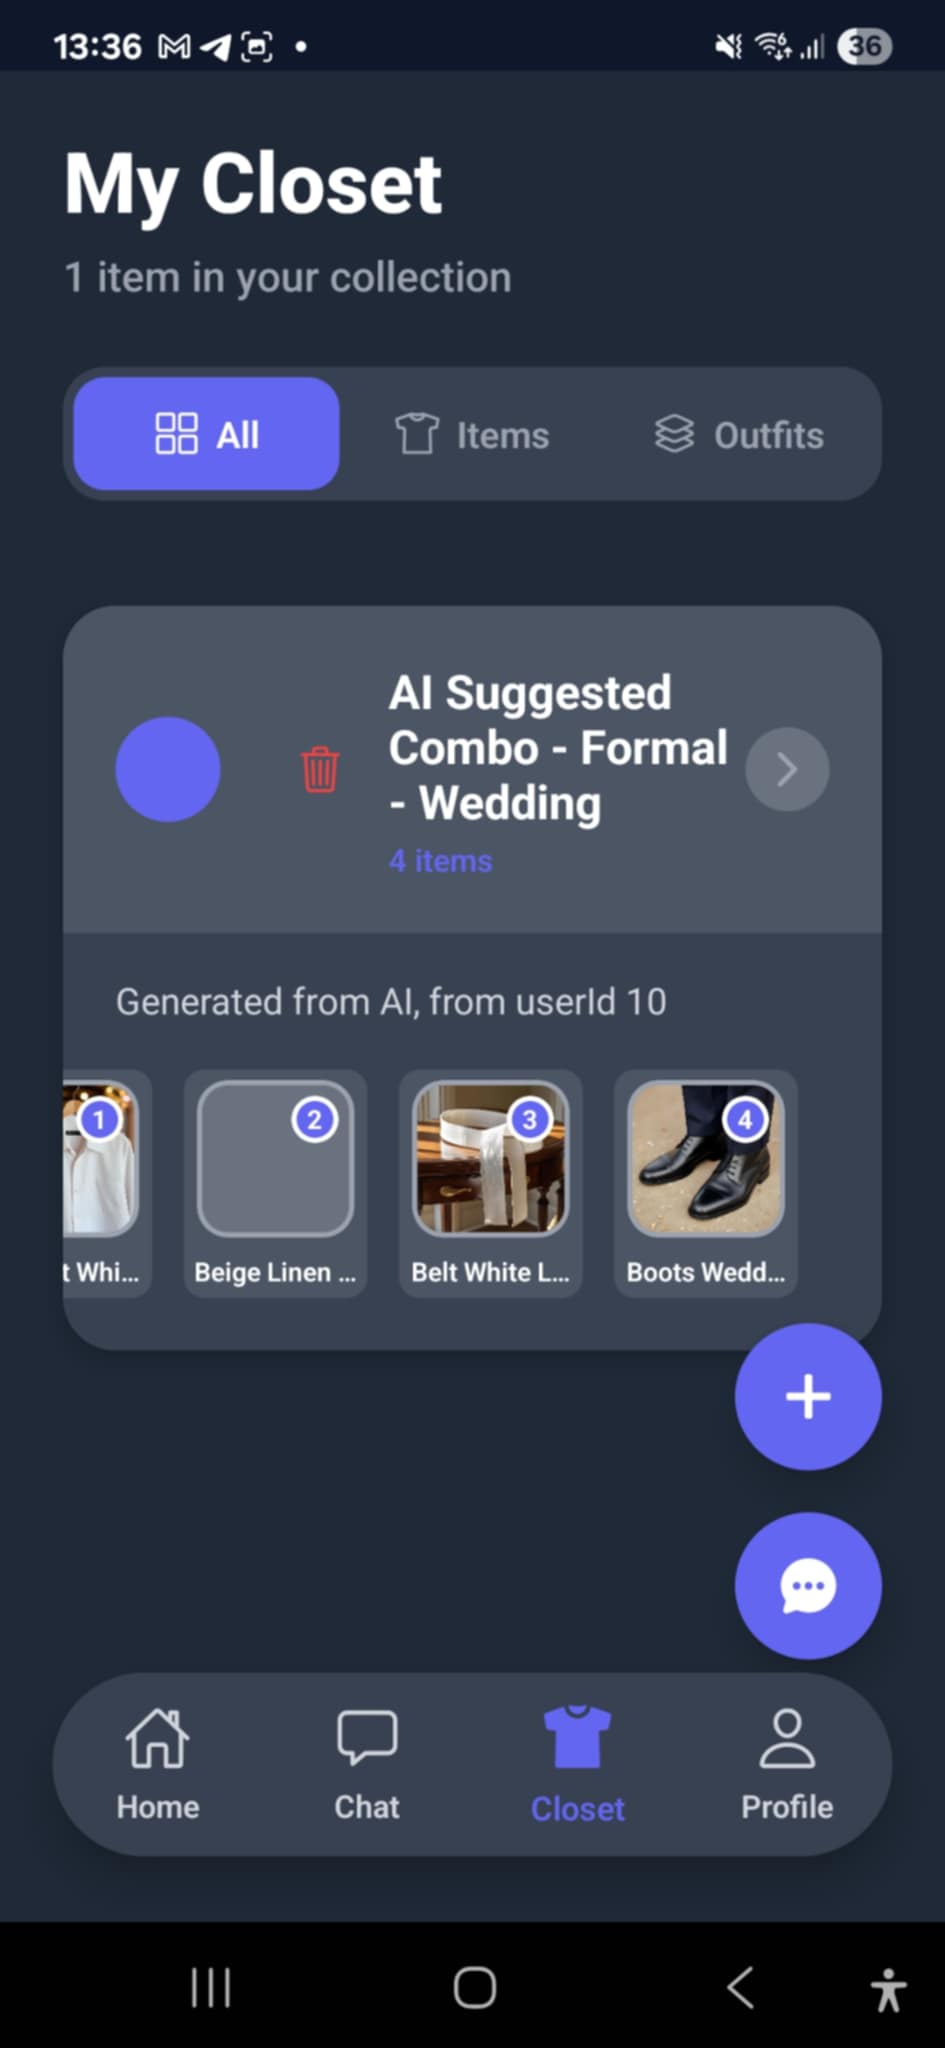 13:36
6
36
My Closet
1 item in your collection
All
Items
Outfits
AI Suggested
Combo - Formal
- Wedding
4 items
Generated from AI, from userId 10
1
2
3
4
t Whi...
Beige Linen ...
Belt White L...
Boots Wedd...
Home
Chat
Closet
Profile